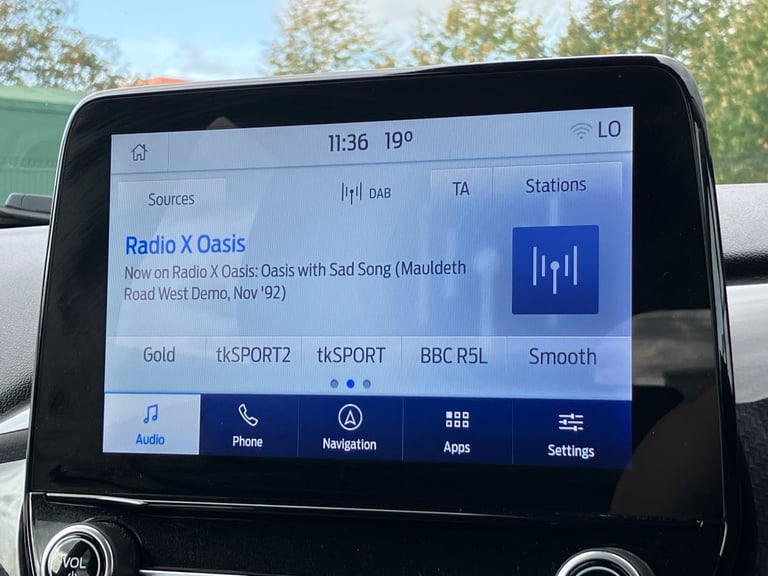 11:36 19º LO
Sources DAB TA Stations
Radio X Oasis
Now on Radio X Oasis: Oasis with Sad Song (Mauldeth
Road West Demo, Nov '92)
Gold tkSPORT2 tkSPORT BBC R5L Smooth
Audio Phone Navigation Apps Settings
VOL